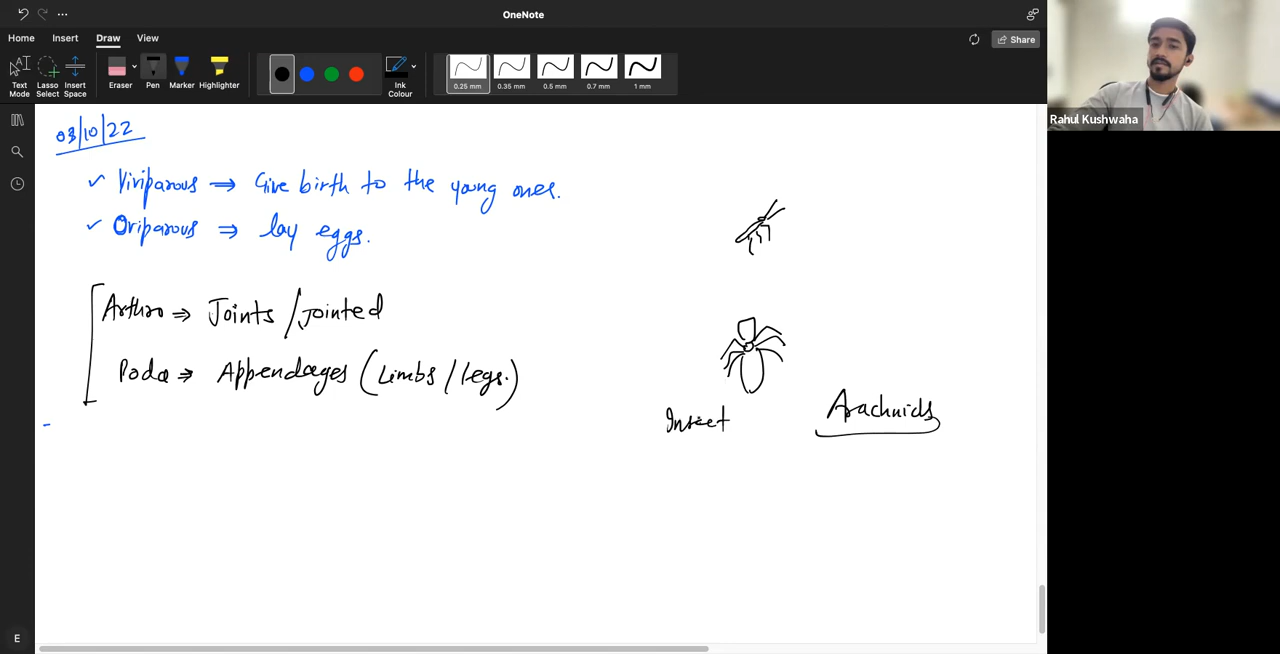 OneNote
Home Insert Draw View
Share
Text Mode Lasso Select Insert Space Eraser Pen Marker Highlighter Ink Colour 0.25 mm 0.35 mm 0.5 mm 0.7 mm 1 mm
Rahul Kushwaha
03/10/22
✓ Viviparous ⇒ Give birth to the young ones.
✓ Oviparous ⇒ lay eggs.
Arthro ⇒ Joints / Jointed
Poda ⇒ Appendages (Limbs / legs.)
Insect Arachnids
E